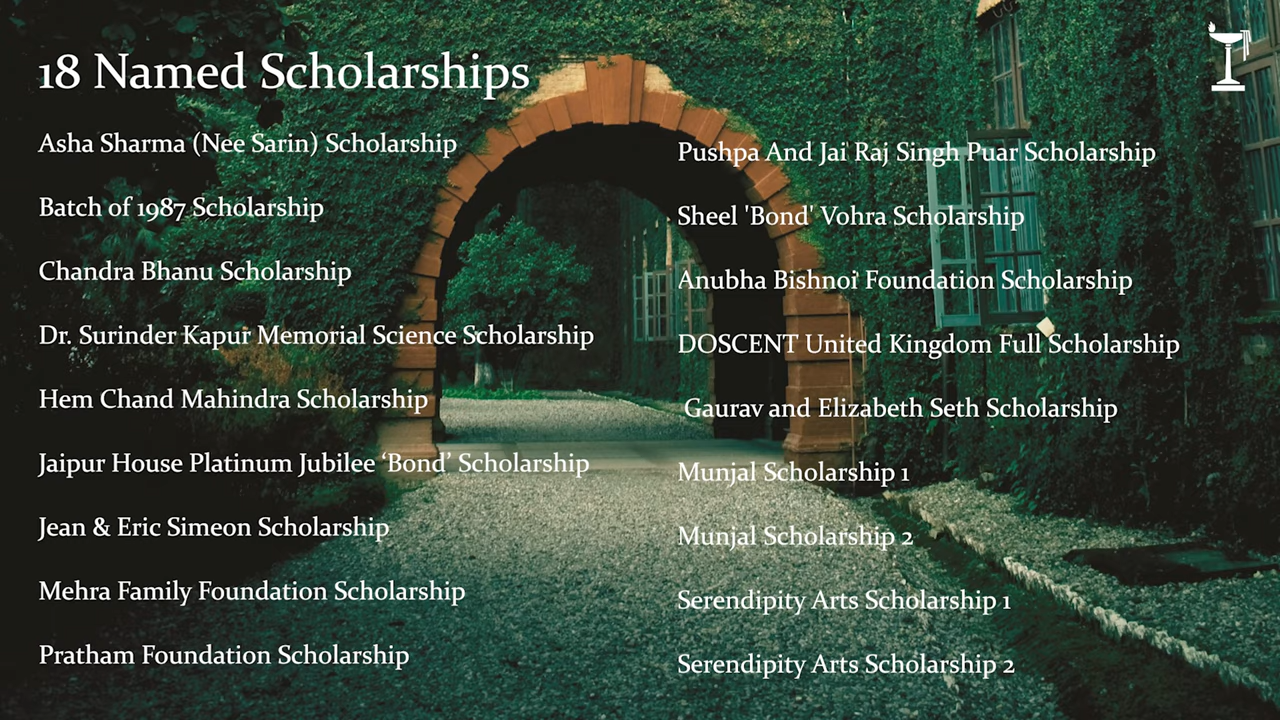 18 Named Scholarships
Asha Sharma (Nee Sarin) Scholarship
Batch of 1987 Scholarship
Chandra Bhanu Scholarship
Dr. Surinder Kapur Memorial Science Scholarship
Hem Chand Mahindra Scholarship
Jaipur House Platinum Jubilee ‘Bond’ Scholarship
Jean & Eric Simeon Scholarship
Mehra Family Foundation Scholarship
Pratham Foundation Scholarship
Pushpa And Jai Raj Singh Puar Scholarship
Sheel 'Bond' Vohra Scholarship
Anubha Bishnoi Foundation Scholarship
DOSCENT United Kingdom Full Scholarship
Gaurav and Elizabeth Seth Scholarship
Munjal Scholarship 1
Munjal Scholarship 2
Serendipity Arts Scholarship 1
Serendipity Arts Scholarship 2